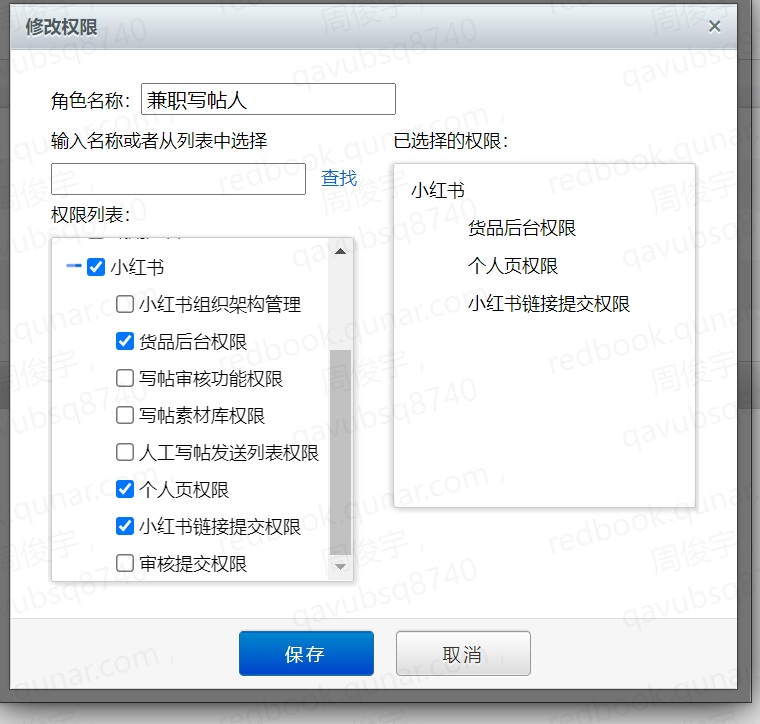 修改权限
×
角色名称：兼职写帖人
输入名称或者从列表中选择
查找
权限列表：
小红书
小红书组织架构管理
货品后台权限
写帖审核功能权限
写帖素材库权限
人工写帖发送列表权限
个人页权限
小红书链接提交权限
审核提交权限
已选择的权限：
小红书
货品后台权限
个人页权限
小红书链接提交权限
保存
取消
周俊宇，
qavubsq8740
redbook.qunar.com，